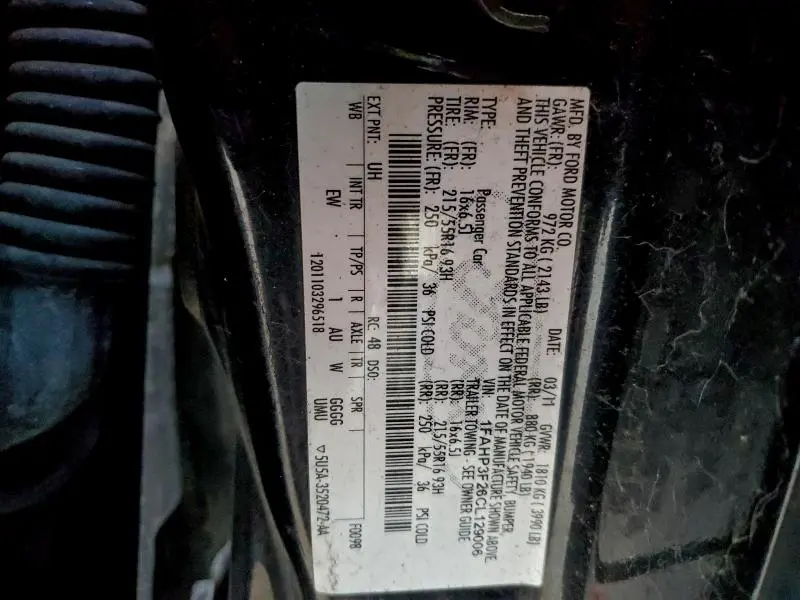 MFD. BY FORD MOTOR CO.
DATE: 03/11 GVWR: 1810 KG ( 3990 LB)
GAWR: (FR): 972 KG ( 2143 LB) (RR): 880 KG ( 1940 LB)
THIS VEHICLE CONFORMS TO ALL APPLICABLE FEDERAL MOTOR VEHICLE SAFETY, BUMPER
AND THEFT PREVENTION STANDARDS IN EFFECT ON THE DATE OF MANUFACTURE SHOWN ABOVE
VIN: 1FAHP3F26CL129006
TYPE: Passenger Car TRAILER TOWING - SEE OWNER GUIDE
RIM: (FR): 16x6.5J (RR): 16x6.5J
TIRE: (FR): 215/55R16 93H (RR): 215/55R16 93H
PRESSURE: (FR): 250 kPa/ 36 PSI COLD (RR): 250 kPa/ 36 PSI COLD
EXT PNT: UH RC: 48 DSO:
F0098
WB INT TR TP/PS R AXLE TR SPR
EW 1 AU W GGGG
UMU
1201103296518 5U5A-3520472-AA